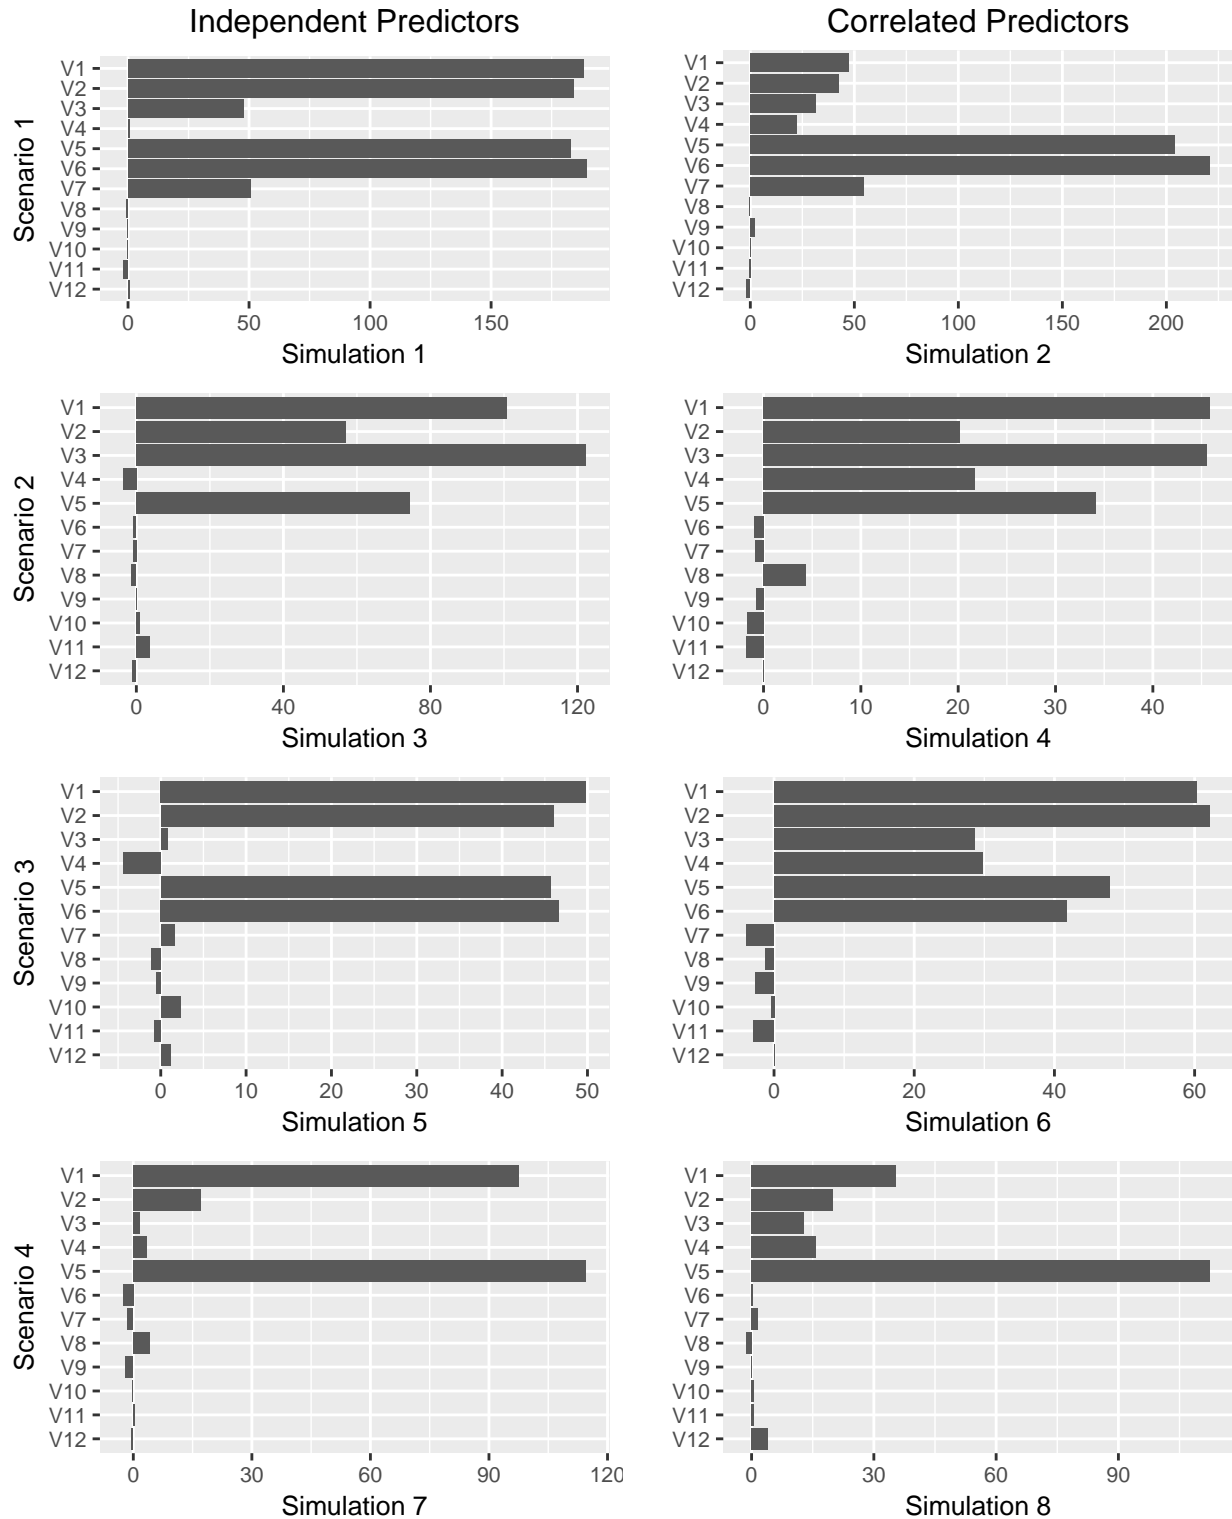 Independent Predictors
Correlated Predictors
Scenario 1
V1
V2
V3
V4
V5
V6
V7
V8
V9
V10
V11
V12
0 50 100 150
Simulation 1
V1
V2
V3
V4
V5
V6
V7
V8
V9
V10
V11
V12
0 50 100 150 200
Simulation 2
Scenario 2
V1
V2
V3
V4
V5
V6
V7
V8
V9
V10
V11
V12
0 40 80 120
Simulation 3
V1
V2
V3
V4
V5
V6
V7
V8
V9
V10
V11
V12
0 10 20 30 40
Simulation 4
Scenario 3
V1
V2
V3
V4
V5
V6
V7
V8
V9
V10
V11
V12
0 10 20 30 40 50
Simulation 5
V1
V2
V3
V4
V5
V6
V7
V8
V9
V10
V11
V12
0 20 40 60
Simulation 6
Scenario 4
V1
V2
V3
V4
V5
V6
V7
V8
V9
V10
V11
V12
0 30 60 90 120
Simulation 7
V1
V2
V3
V4
V5
V6
V7
V8
V9
V10
V11
V12
0 30 60 90
Simulation 8